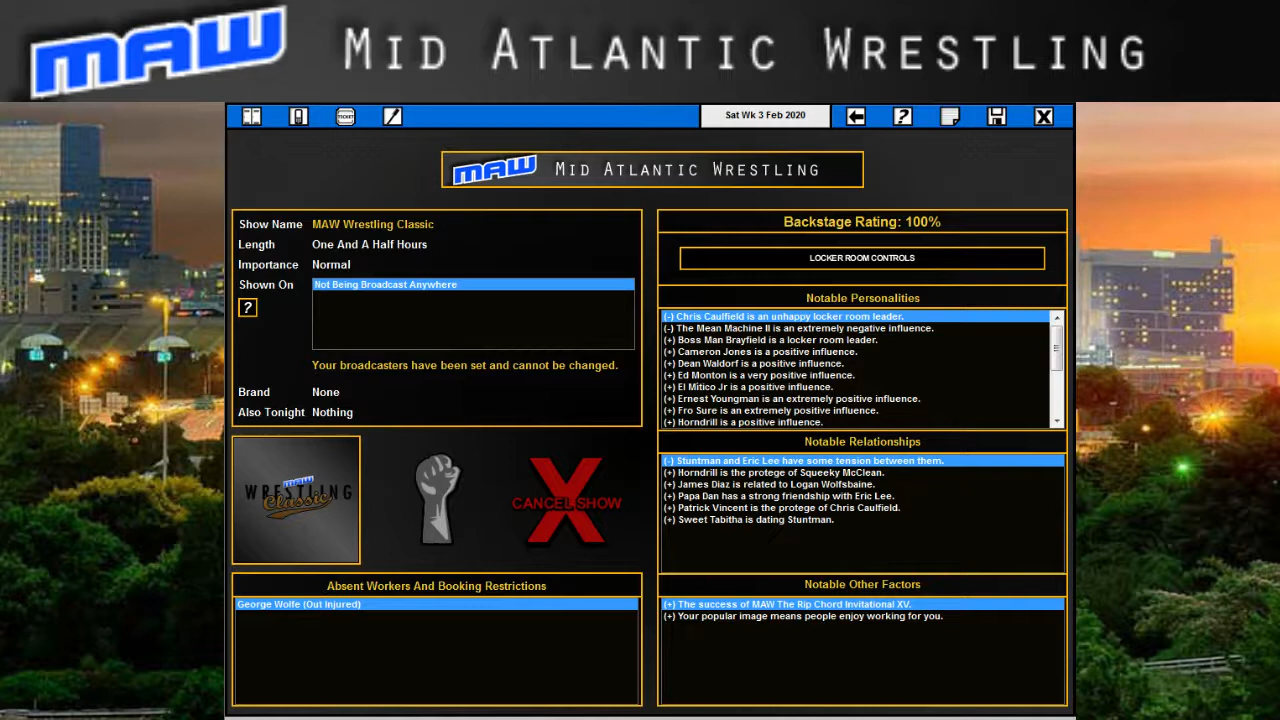 MAW MID ATLANTIC WRESTLING
TICKET
Sat Wk 3 Feb 2020
?
X
MAW MID ATLANTIC WRESTLING
Show Name MAW Wrestling Classic
Length One And A Half Hours
Importance Normal
Shown On Not Being Broadcast Anywhere
?
Your broadcasters have been set and cannot be changed.
Brand None
Also Tonight Nothing
MAW
WRESTLING
Classic
CANCEL SHOW
Absent Workers And Booking Restrictions
George Wolfe (Out Injured)
Backstage Rating: 100%
LOCKER ROOM CONTROLS
Notable Personalities
(-) Chris Caulfield is an unhappy locker room leader.
(-) The Mean Machine II is an extremely negative influence.
(+) Boss Man Brayfield is a locker room leader.
(+) Cameron Jones is a positive influence.
(+) Dean Waldorf is a positive influence.
(+) Ed Monton is a very positive influence.
(+) El Mitico Jr is a positive influence.
(+) Ernest Youngman is an extremely positive influence.
(+) Fro Sure is an extremely positive influence.
(+) Horndrill is a positive influence.
Notable Relationships
(-) Stuntman and Eric Lee have some tension between them.
(+) Horndrill is the protege of Squeeky McClean.
(+) James Diaz is related to Logan Wolfsbaine.
(+) Papa Dan has a strong friendship with Eric Lee.
(+) Patrick Vincent is the protege of Chris Caulfield.
(+) Sweet Tabitha is dating Stuntman.
Notable Other Factors
(+) The success of MAW The Rip Chord Invitational XV.
(+) Your popular image means people enjoy working for you.